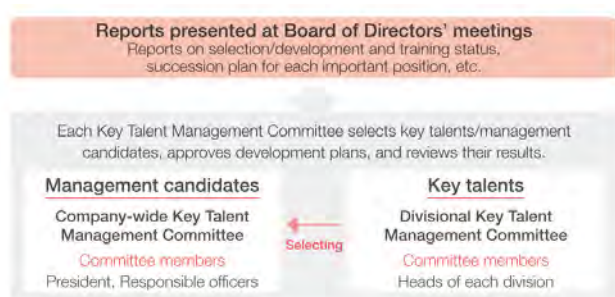 Reports presented at Board of Directors' meetings
Reports on selection/development and training status,
succession plan for each important position, etc.
Each Key Talent Management Committee selects key talents/management
candidates, approves development plans, and reviews their results.
Management candidates
Company-wide Key Talent
Management Committee
Committee members
President, Responsible officers
Selecting
Key talents
Divisional Key Talent
Management Committee
Committee members
Heads of each division